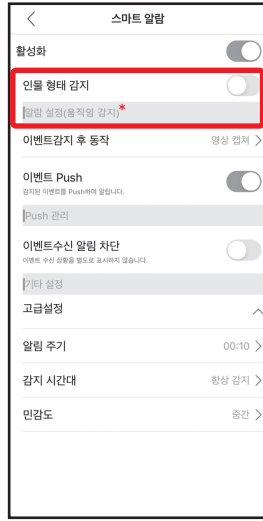 스마트 알람
활성화
인물 형태 감지
알람 설정(움직임 감지)*
이벤트감지 후 동작 영상 캡쳐
이벤트 Push
감지된 이벤트를 Push하여 알립니다.
Push 관리
이벤트수신 알림 차단
이벤트 수신 상황을 별도로 표시하지 않습니다.
기타 설정
고급설정
알림 주기 00:10
감지 시간대 항상 감지
민감도 중간